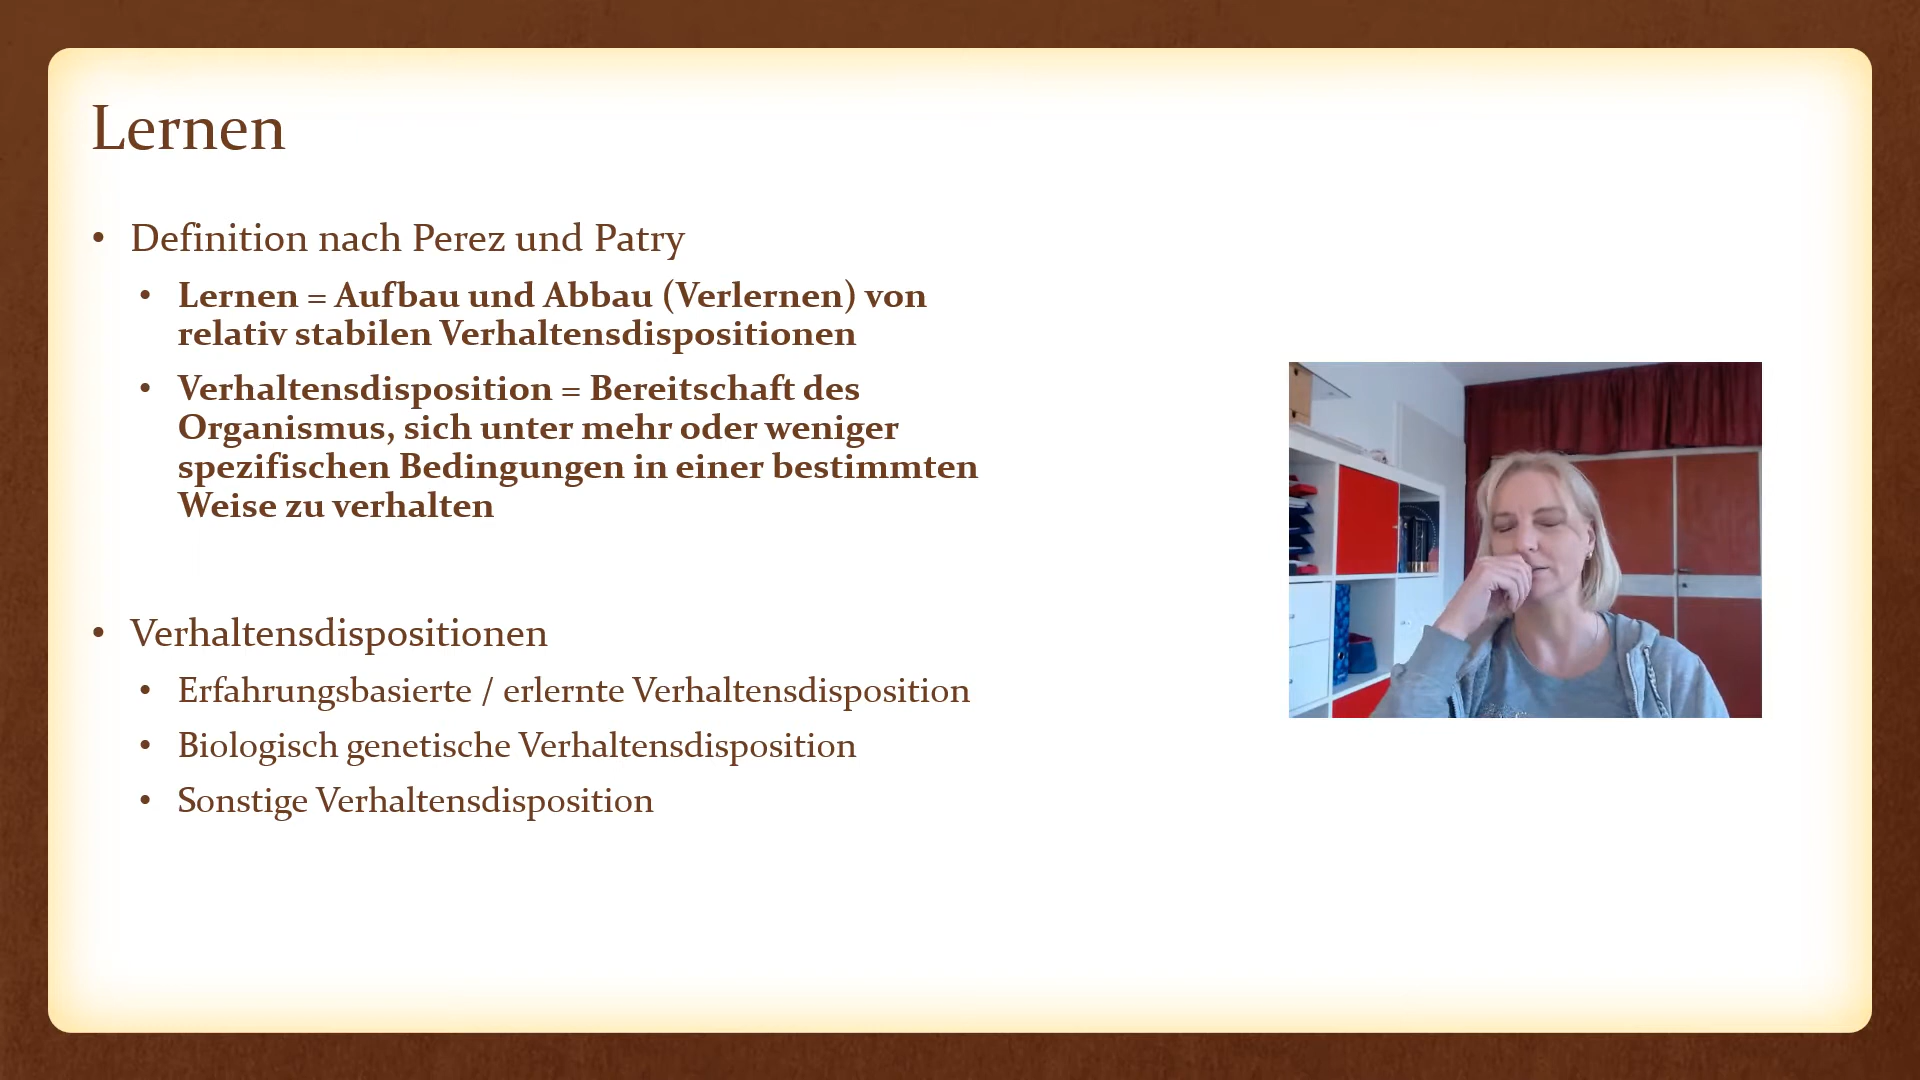 Lernen
• Definition nach Perez und Patry
• Lernen = Aufbau und Abbau (Verlernen) von
relativ stabilen Verhaltensdispositionen
• Verhaltensdisposition = Bereitschaft des
Organismus, sich unter mehr oder weniger
spezifischen Bedingungen in einer bestimmten
Weise zu verhalten
• Verhaltensdispositionen
• Erfahrungsbasierte / erlernte Verhaltensdisposition
• Biologisch genetische Verhaltensdisposition
• Sonstige Verhaltensdisposition